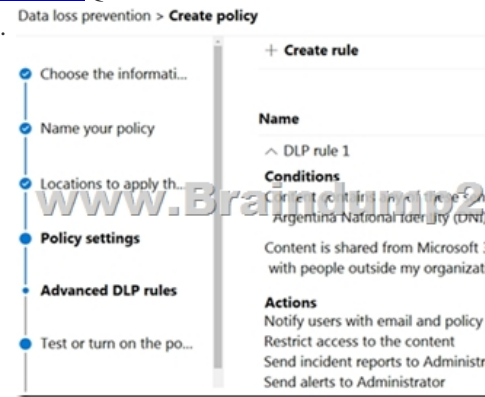 Data loss prevention > Create policy
.
+ Create rule
Choose the informati...
Name
Name your policy
DLP rule 1
Conditions
Locations to apply th...
Content contains
www.Braindump2
Argentina National Identity (DNI)
Policy settings
Content is shared from Microsoft
with people outside my organizat
Advanced DLP rules
Actions
Notify users with email and policy
Test or turn on the po...
Restrict access to the content
Send incident reports to Administr
Send alerts to Administrator